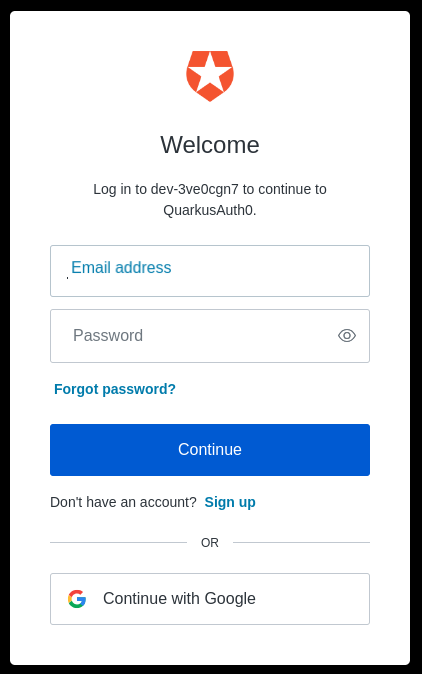 Welcome
Log in to dev-3ve0cgn7 to continue to
QuarkusAuth0.
Email address
Password
Forgot password?
Continue
Don't have an account? Sign up
OR
Continue with Google